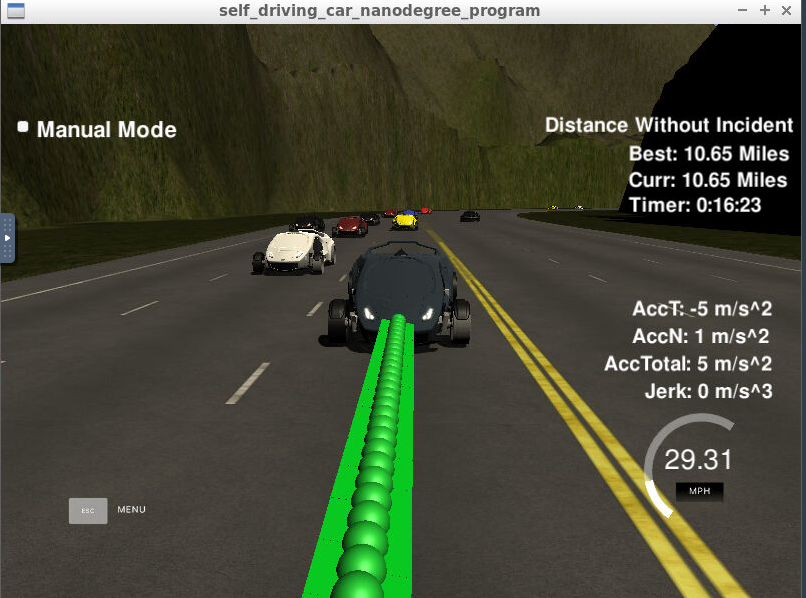 self_driving_car_nanodegree_program
Manual Mode
Distance Without Incident
Best: 10.65 Miles
Curr: 10.65 Miles
Timer: 0:16:23
AccT: -5 m/s^2
AccN: 1 m/s^2
AccTotal: 5 m/s^2
Jerk: 0 m/s^3
29.31
MPH
ESC MENU